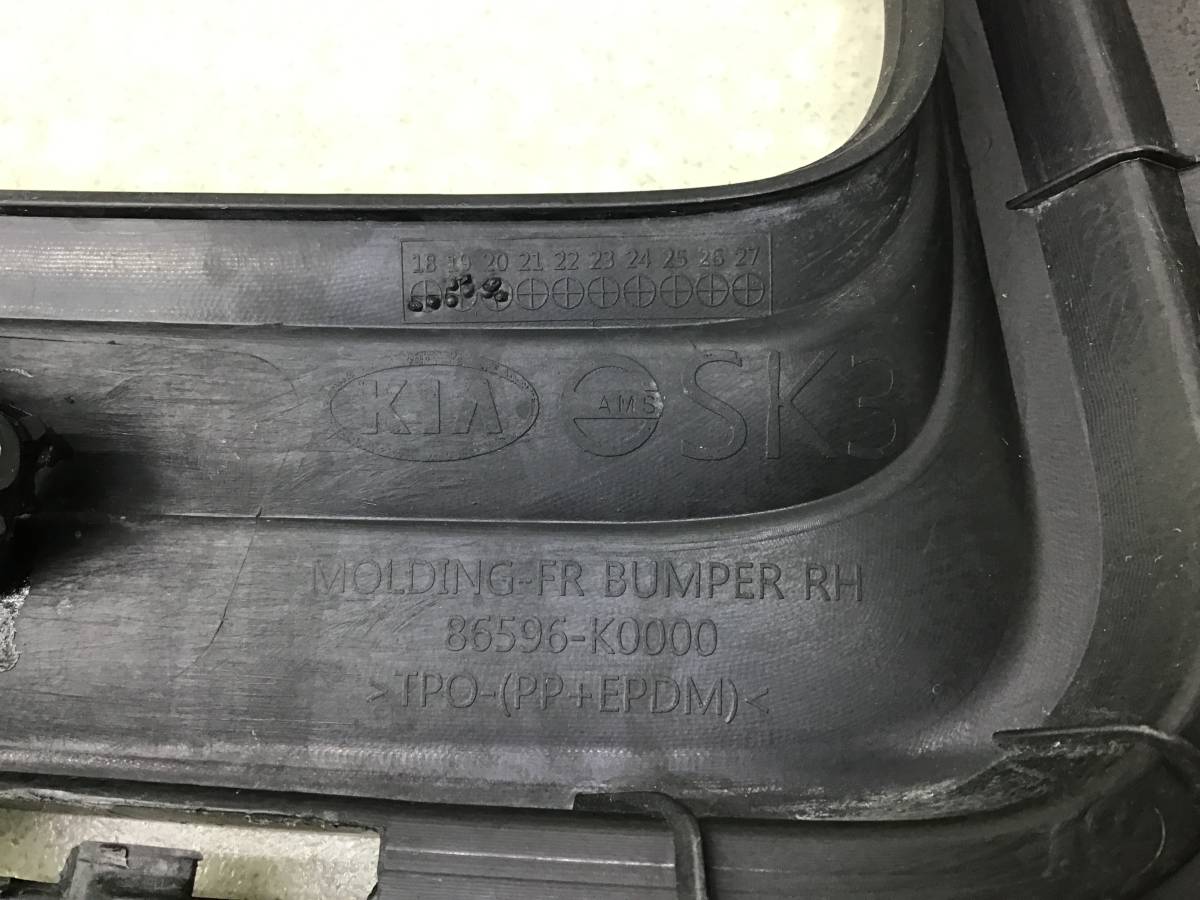 18 19 20 21 22 23 24 25 26 27
KIA AMS SK3
MOLDING-FR BUMPER RH
86596-K0000
>TPO-(PP+EPDM)<